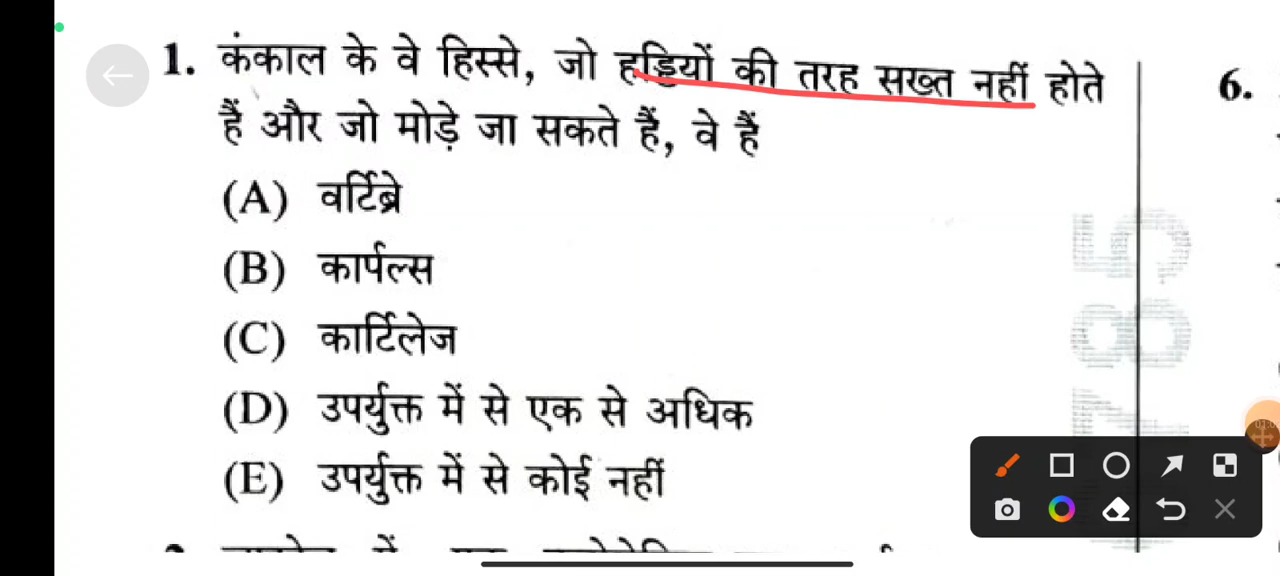 1. कंकाल के वे हिस्से, जो हड्डियों की तरह सख्त नहीं होते
हैं और जो मोड़े जा सकते हैं, वे हैं
(A) वर्टिब्रे
(B) कार्पल्स
(C) कार्टिलेज
(D) उपर्युक्त में से एक से अधिक
(E) उपर्युक्त में से कोई नहीं
6.